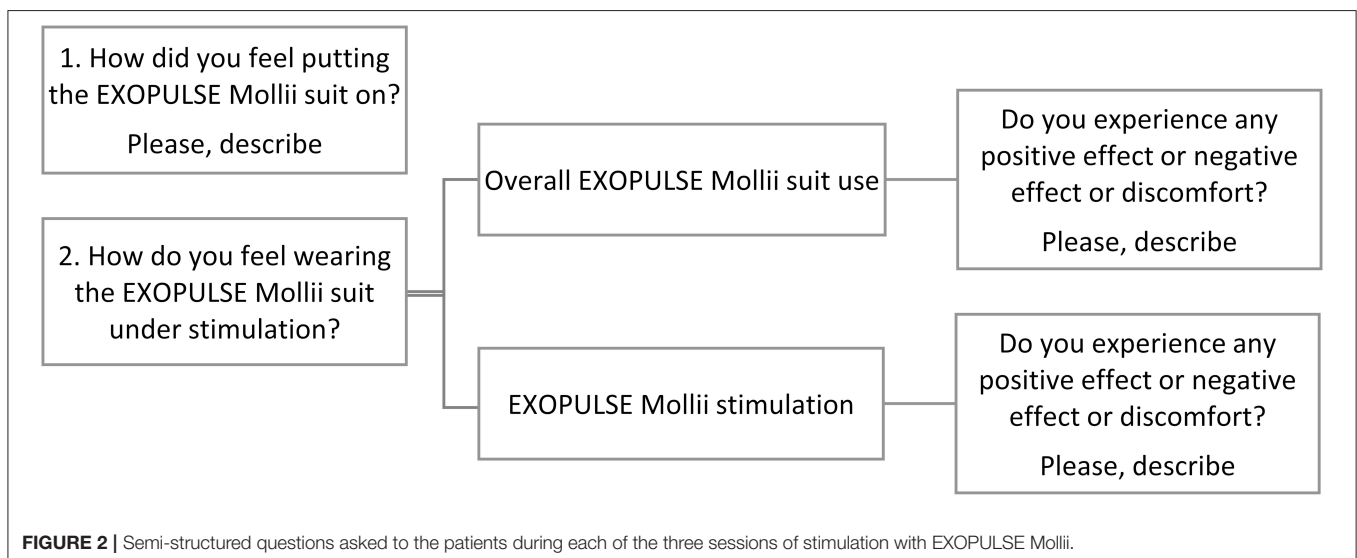 1. How did you feel putting
the EXOPULSE Mollii suit on?
Please, describe
2. How do you feel wearing
the EXOPULSE Mollii suit
under stimulation?
Overall EXOPULSE Mollii suit use
Do you experience any
positive effect or negative
effect or discomfort?
Please, describe
EXOPULSE Mollii stimulation
Do you experience any
positive effect or negative
effect or discomfort?
Please, describe
FIGURE 2 | Semi-structured questions asked to the patients during each of the three sessions of stimulation with EXOPULSE Mollii.